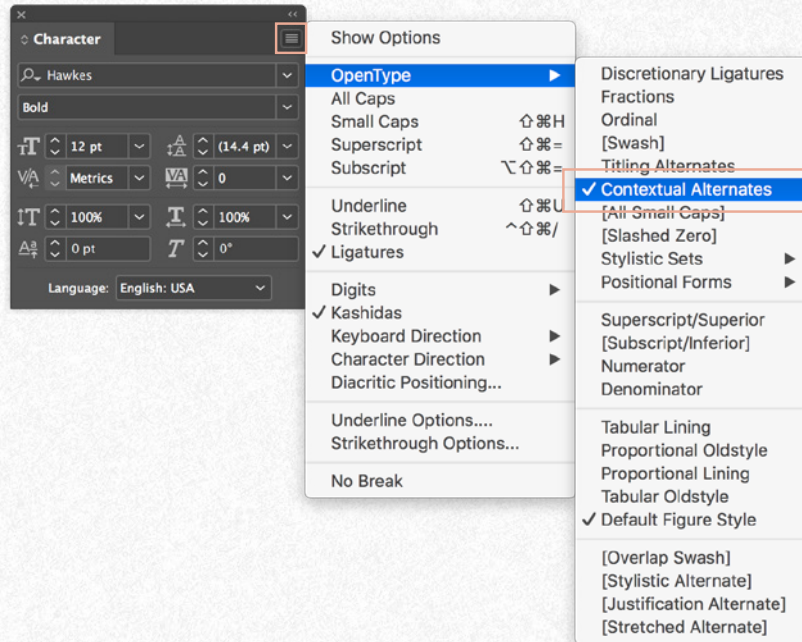 Character
Hawkes
Bold
12 pt
(14.4 pt)
Metrics
0
100%
100%
0 pt
0°
Language: English: USA
Show Options
OpenType
All Caps
Small Caps ⇧⌘H
Superscript ⇧⌘=
Subscript ⌥⇧⌘=
Underline ⇧⌘U
Strikethrough ^⇧⌘/
✓ Ligatures
Digits
✓ Kashidas
Keyboard Direction
Character Direction
Diacritic Positioning...
Underline Options....
Strikethrough Options...
No Break
Discretionary Ligatures
Fractions
Ordinal
[Swash]
Titling Alternates
✓ Contextual Alternates
[All Small Caps]
[Slashed Zero]
Stylistic Sets
Positional Forms
Superscript/Superior
[Subscript/Inferior]
Numerator
Denominator
Tabular Lining
Proportional Oldstyle
Proportional Lining
Tabular Oldstyle
✓ Default Figure Style
[Overlap Swash]
[Stylistic Alternate]
[Justification Alternate]
[Stretched Alternate]